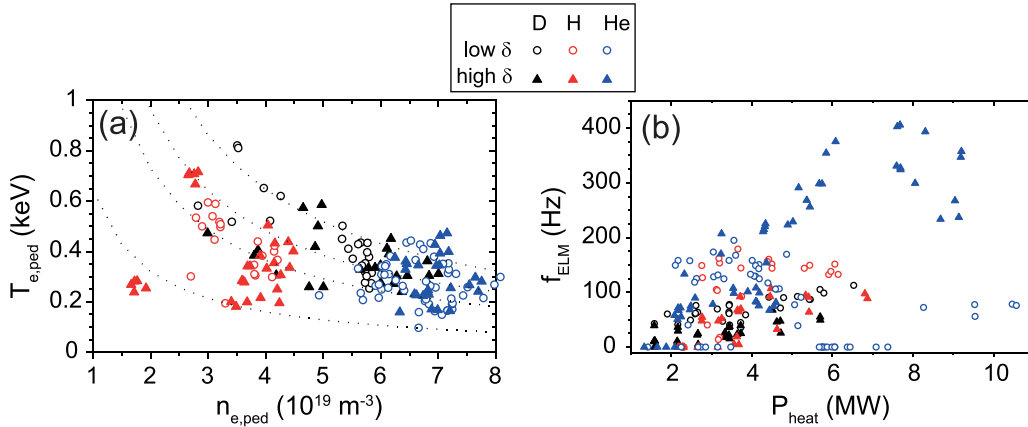 D H He
low δ
high δ
(a)
1
0.8
0.6
0.4
0.2
0
T_e,ped (keV)
1 2 3 4 5 6 7 8
n_e,ped (10^19 m^-3)
(b)
400
300
200
100
0
f_ELM (Hz)
2 4 6 8 10
P_heat (MW)